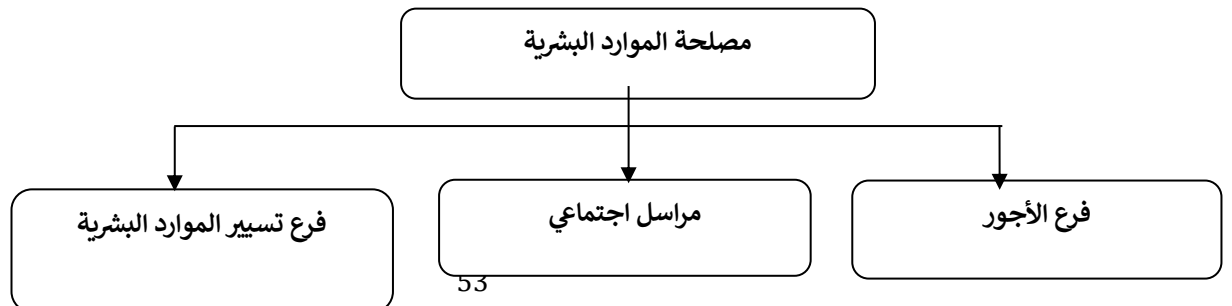 مصلحة الموارد البشرية
فرع الأجور
مراسل اجتماعي
فرع تسيير الموارد البشرية
53